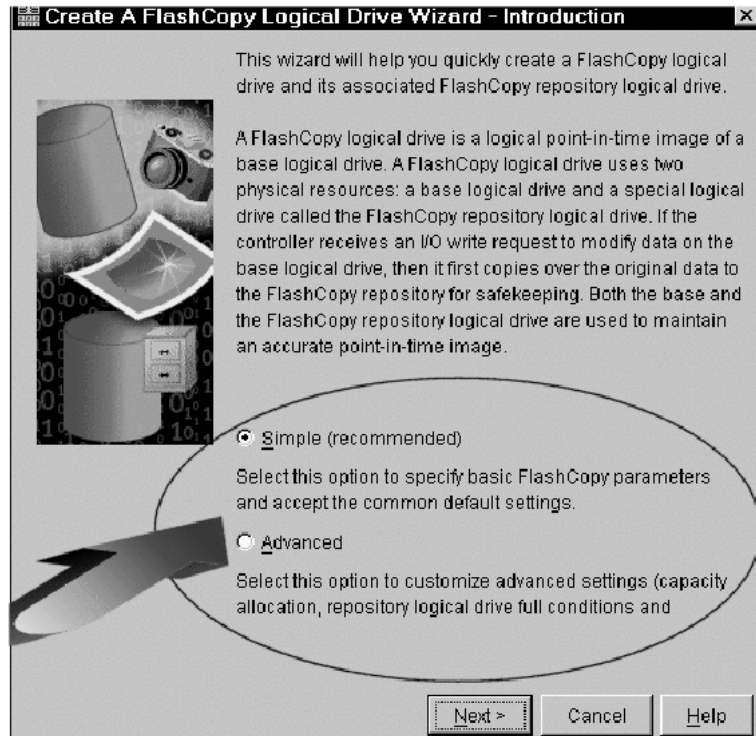 Create A FlashCopy Logical Drive Wizard - Introduction
This wizard will help you quickly create a FlashCopy logical
drive and its associated FlashCopy repository logical drive.
A FlashCopy logical drive is a logical point-in-time image of a
base logical drive. A FlashCopy logical drive uses two
physical resources: a base logical drive and a special logical
drive called the FlashCopy repository logical drive. If the
controller receives an I/O write request to modify data on the
base logical drive, then it first copies over the original data to
the FlashCopy repository for safekeeping. Both the base and
the FlashCopy repository logical drive are used to maintain
an accurate point-in-time image.
Simple (recommended)
Select this option to specify basic FlashCopy parameters
and accept the common default settings.
Advanced
Select this option to customize advanced settings (capacity
allocation, repository logical drive full conditions and
Next >
Cancel
Help